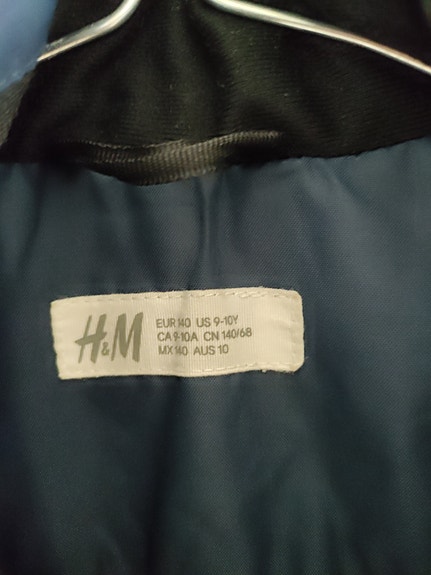 H&M
EUR 140 US 9-10Y
CA 9-10A CN 140/68
MX 140 AUS 10